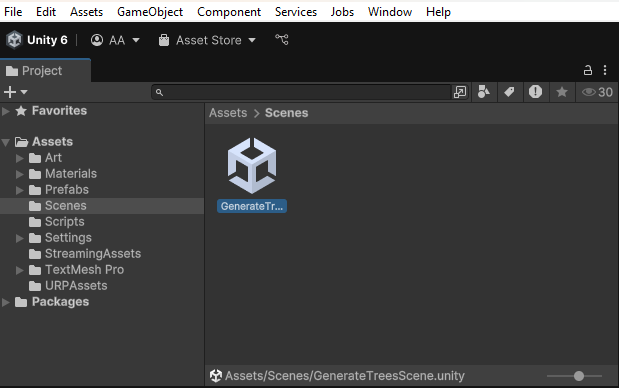 File Edit Assets GameObject Component Services Jobs Window Help
Unity 6 AA Asset Store
Project
30
Favorites
Assets > Scenes
Assets
Art
Materials
Prefabs
Scenes
GenerateTr...
Scripts
Settings
StreamingAssets
TextMesh Pro
URPAssets
Packages
Assets/Scenes/GenerateTreesScene.unity